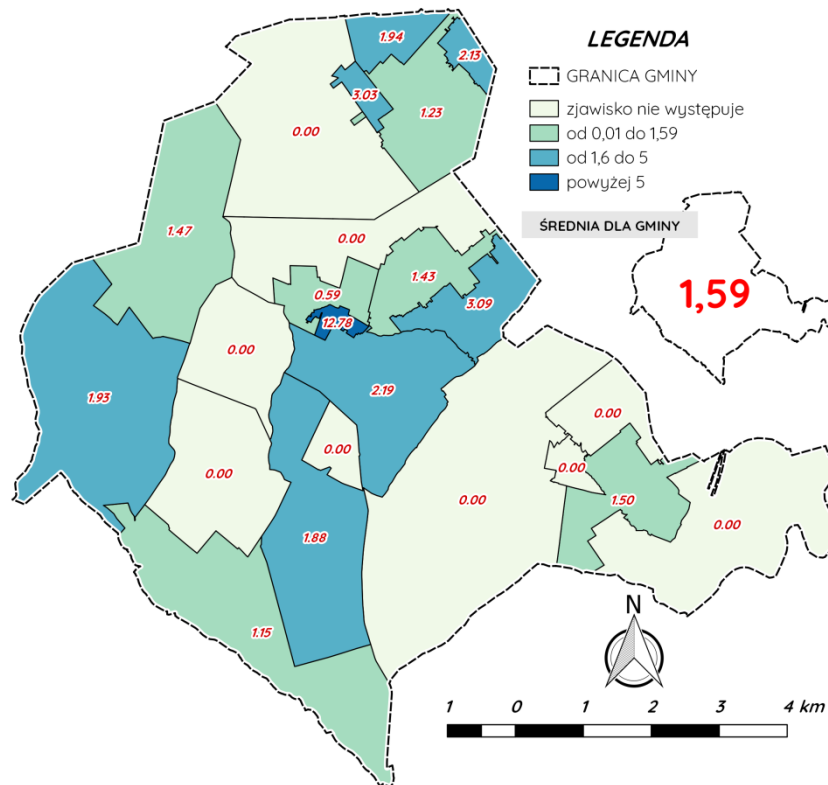 LEGENDA
GRANICA GMINY
zjawisko nie występuje
od 0,01 do 1,59
od 1,6 do 5
powyżej 5
ŚREDNIA DLA GMINY
1,59
1.94
2.13
3.03
1.23
0.00
1.47
0.00
1.43
0.59
3.09
12.78
0.00
2.19
1.93
0.00
0.00
0.00
0.00
0.00
1.50
0.00
1.88
1.15
N
1 0 1 2 3 4 km